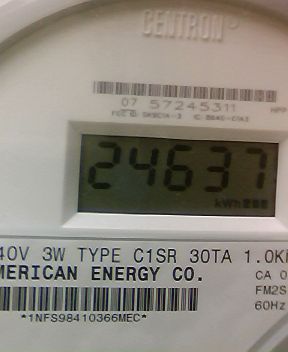 CENTRON
07 57245311
24637
kWh
40V 3W TYPE C1SR 30TA 1.0K
MERICAN ENERGY CO.
CA 0
FM2S
60Hz
*1NFS98410366MEC*